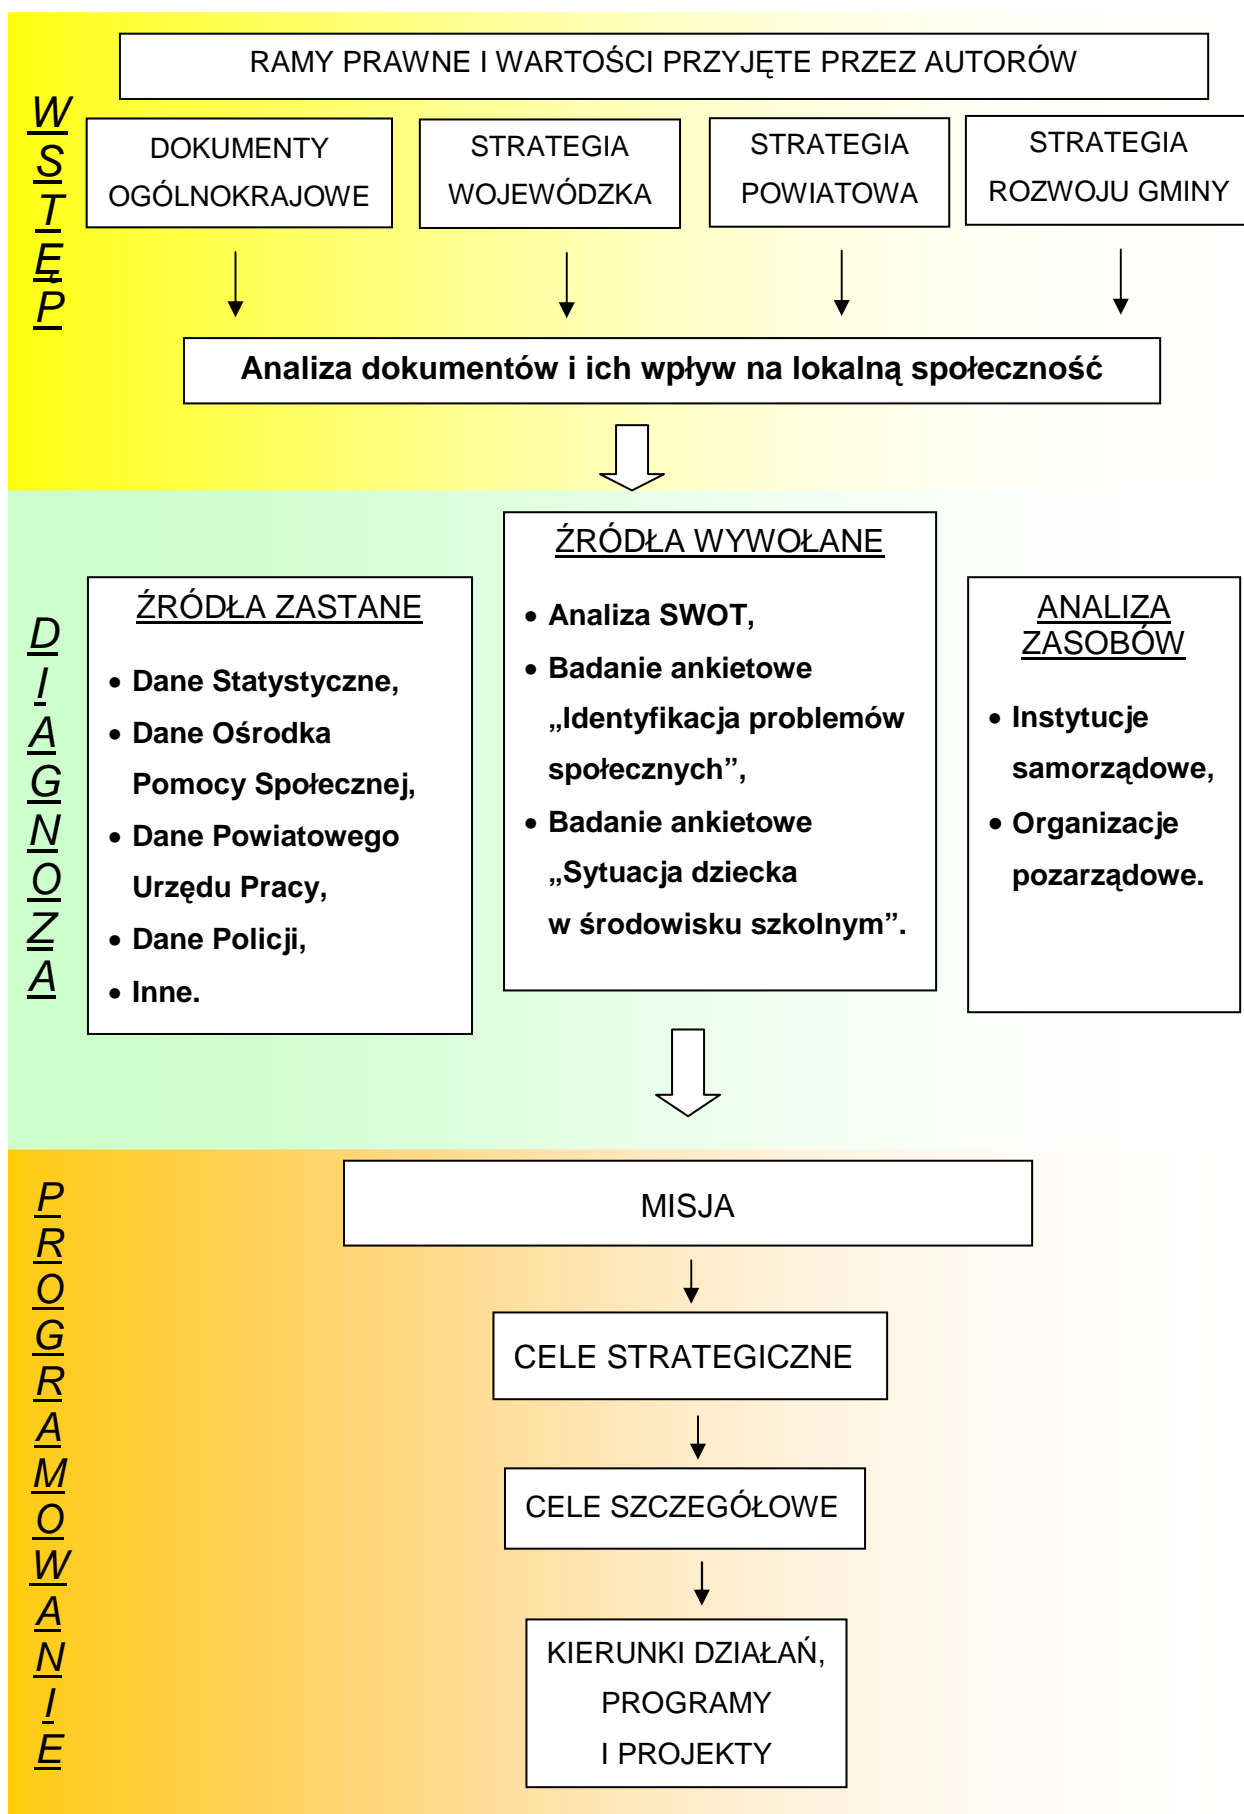 WSTĘP
RAMY PRAWNE I WARTOŚCI PRZYJĘTE PRZEZ AUTORÓW
DOKUMENTY
OGÓLNOKRAJOWE
STRATEGIA
WOJEWÓDZKA
STRATEGIA
POWIATOWA
STRATEGIA
ROZWOJU GMINY
Analiza dokumentów i ich wpływ na lokalną społeczność
DIAGNOZA
ŹRÓDŁA ZASTANE
• Dane Statystyczne,
• Dane Ośrodka
Pomocy Społecznej,
• Dane Powiatowego
Urzędu Pracy,
• Dane Policji,
• Inne.
ŹRÓDŁA WYWOŁANE
• Analiza SWOT,
• Badanie ankietowe
„Identyfikacja problemów
społecznych”,
• Badanie ankietowe
„Sytuacja dziecka
w środowisku szkolnym”.
ANALIZA
ZASOBÓW
• Instytucje
samorządowe,
• Organizacje
pozarządowe.
PROGRAMOWANIE
MISJA
CELE STRATEGICZNE
CELE SZCZEGÓŁOWE
KIERUNKI DZIAŁAŃ,
PROGRAMY
I PROJEKTY